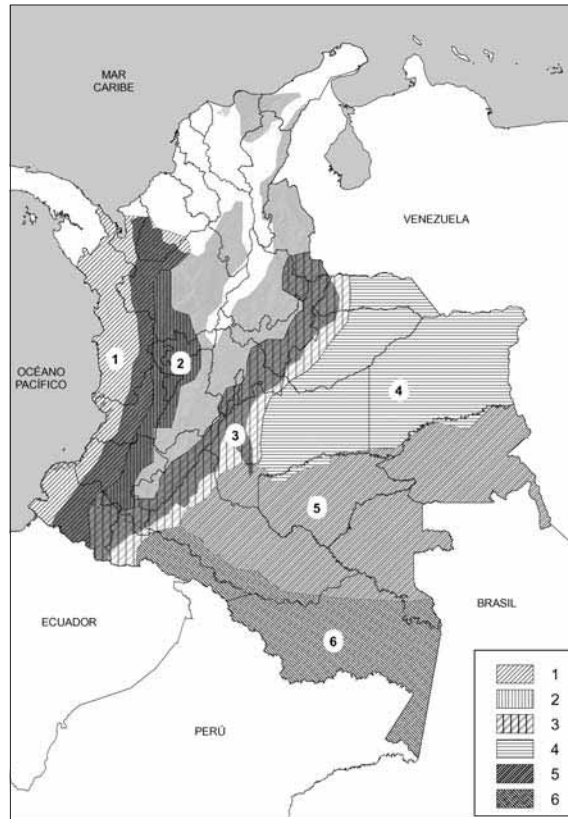 MAR
CARIBE
VENEZUELA
OCÉANO
PACÍFICO
1
2
4
3
5
BRASIL
ECUADOR
6
PERÚ
1
2
3
4
5
6